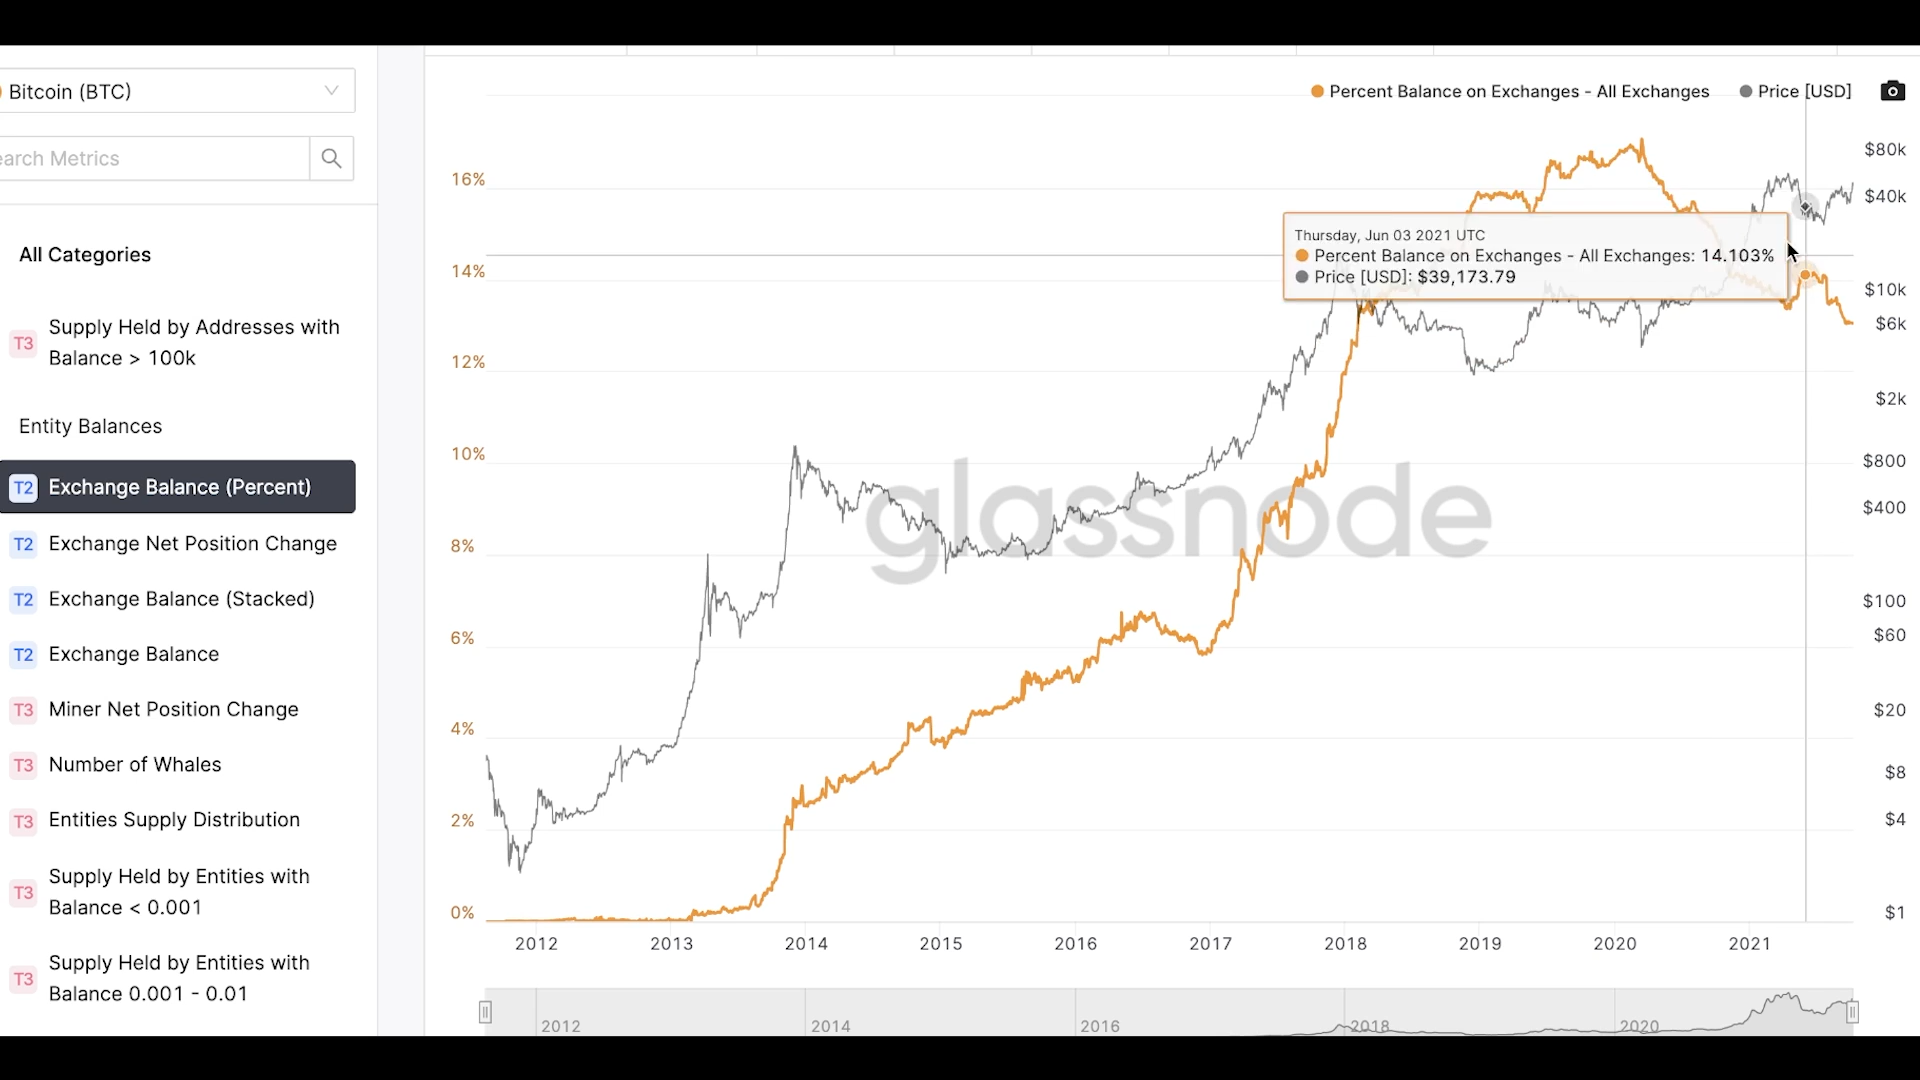 Bitcoin (BTC)
earch Metrics
All Categories
T3 Supply Held by Addresses with
Balance > 100k
Entity Balances
T2 Exchange Balance (Percent)
T2 Exchange Net Position Change
T2 Exchange Balance (Stacked)
T2 Exchange Balance
T3 Miner Net Position Change
T3 Number of Whales
T3 Entities Supply Distribution
T3 Supply Held by Entities with
Balance < 0.001
T3 Supply Held by Entities with
Balance 0.001 - 0.01
Percent Balance on Exchanges - All Exchanges Price [USD]
16%
14%
12%
10%
8%
6%
4%
2%
0%
Thursday, Jun 03 2021 UTC
Percent Balance on Exchanges - All Exchanges: 14.103%
Price [USD]: $39,173.79
glassnode
$80k
$40k
$10k
$6k
$2k
$800
$400
$100
$60
$20
$8
$4
$1
2012 2013 2014 2015 2016 2017 2018 2019 2020 2021
2012 2014 2016 2018 2020